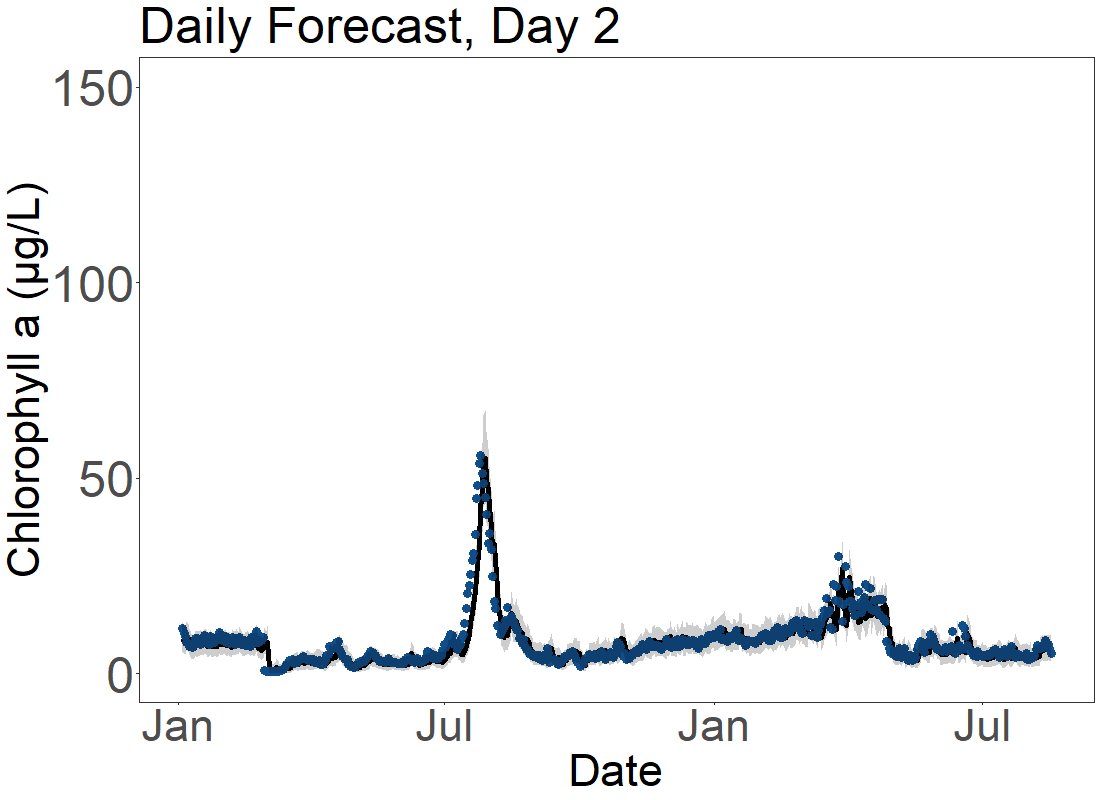 Daily Forecast, Day 2
150
100
50
0
Chlorophyll a (µg/L)
Jan Jul Jan Jul
Date